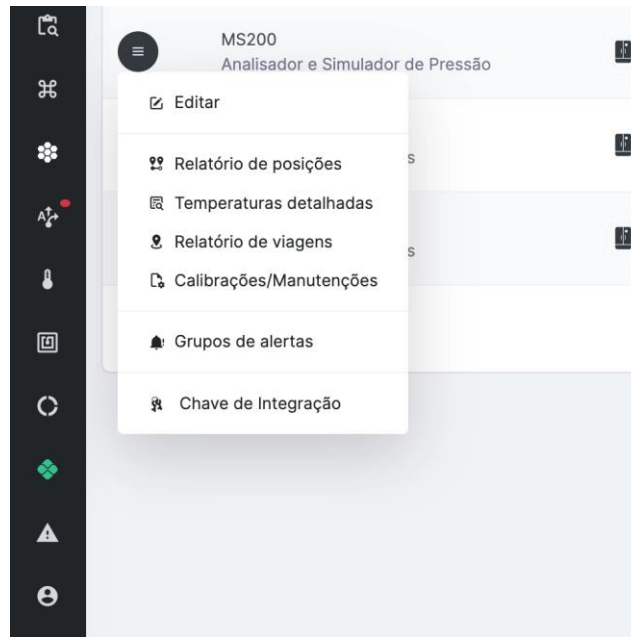 MS200
Analisador e Simulador de Pressão
Editar
s
Relatório de posições
Temperaturas detalhadas
Relatório de viagens
s
Calibrações/Manutenções
Grupos de alertas
Chave de Integração